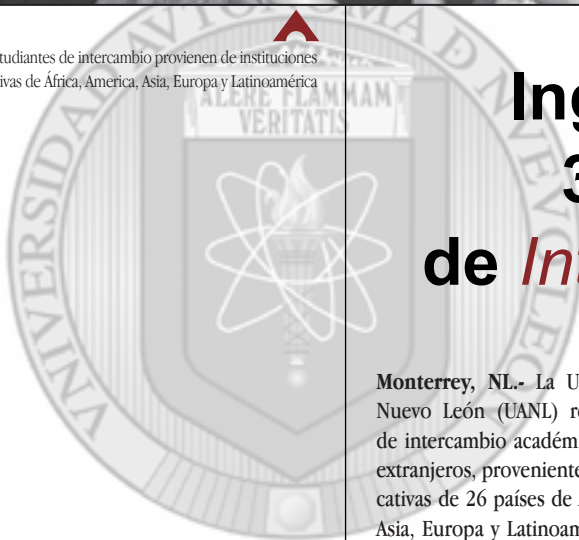 tudiantes de intercambio provienen de instituciones
ivas de África, America, Asia, Europa y Latinoamérica
ALERE FLAMMAM
VERITATIS
Ing
3
de Int
Monterrey, NL.- La U
Nuevo León (UANL) re
de intercambio académ
extranjeros, proveniente
cativas de 26 países de
Asia, Europa y Latinoam